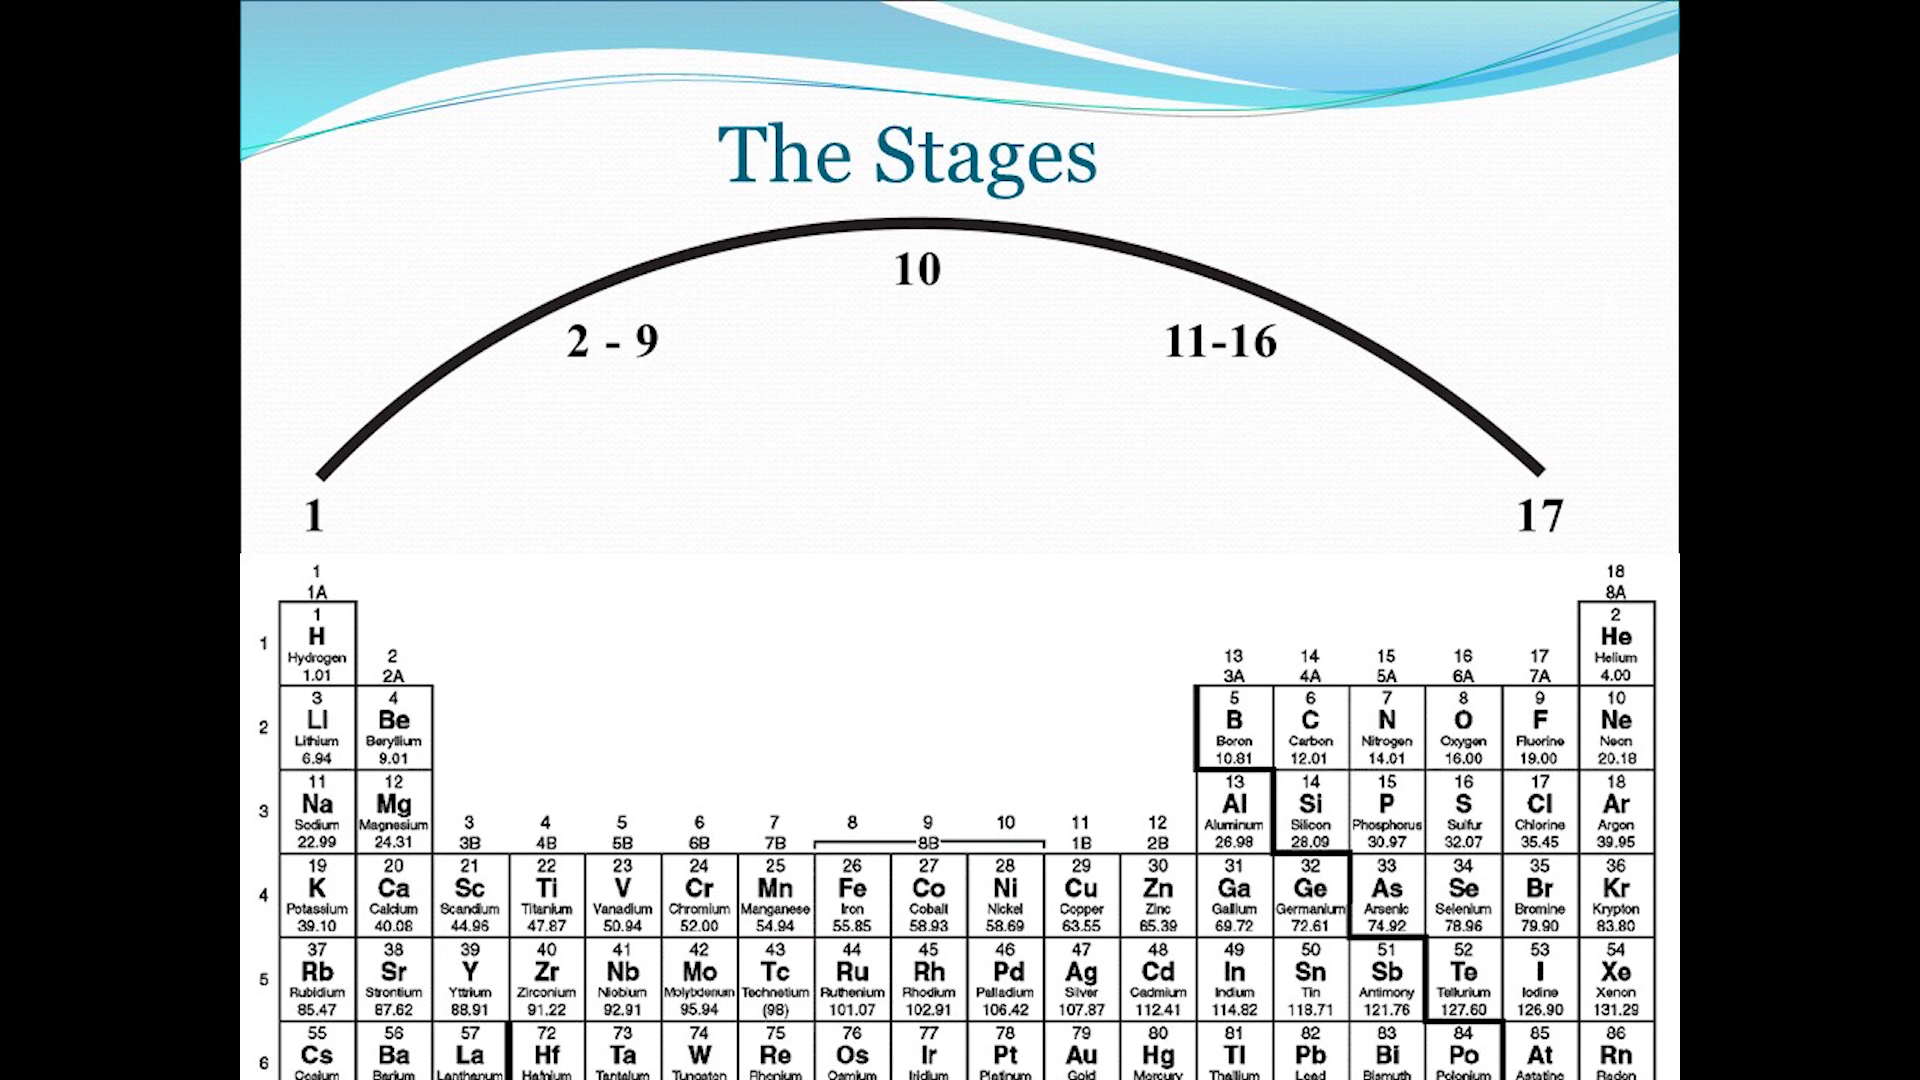 The Stages
10
2 - 9 11-16
1 17
1 18
1A 8A
1 2
H He
1
Hydrogen 2 13 14 15 16 17 Helium
1.01 2A 3A 4A 5A 6A 7A 4.00
3 4 5 6 7 8 9 10
2 Li Be B C N O F Ne
Lithium Beryllium Boron Carbon Nitrogen Oxygen Fluorine Neon
6.94 9.01 10.81 12.01 14.01 16.00 19.00 20.18
11 12 13 14 15 16 17 18
3 Na Mg Al Si P S Cl Ar
Sodium Magnesium 3 4 5 6 7 8 9 10 11 12 Aluminum Silicon Phosphorus Sulfur Chlorine Argon
22.99 24.31 3B 4B 5B 6B 7B 8B 1B 2B 26.98 28.09 30.97 32.07 35.45 39.95
19 20 21 22 23 24 25 26 27 28 29 30 31 32 33 34 35 36
4 K Ca Sc Ti V Cr Mn Fe Co Ni Cu Zn Ga Ge As Se Br Kr
Potassium Calcium Scandium Titanium Vanadium Chromium Manganese Iron Cobalt Nickel Copper Zinc Gallium Germanium Arsenic Selenium Bromine Krypton
39.10 40.08 44.96 47.87 50.94 52.00 54.94 55.85 58.93 58.69 63.55 65.39 69.72 72.61 74.92 78.96 79.90 83.80
37 38 39 40 41 42 43 44 45 46 47 48 49 50 51 52 53 54
5 Rb Sr Y Zr Nb Mo Tc Ru Rh Pd Ag Cd In Sn Sb Te I Xe
Rubidium Strontium Yttrium Zirconium Niobium Molybdenum Technetium Ruthenium Rhodium Palladium Silver Cadmium Indium Tin Antimony Tellurium Iodine Xenon
85.47 87.62 88.91 91.22 92.91 95.94 (98) 101.07 102.91 106.42 107.87 112.41 114.82 118.71 121.76 127.60 126.90 131.29
55 56 57 72 73 74 75 76 77 78 79 80 81 82 83 84 85 86
6 Cs Ba La Hf Ta W Re Os Ir Pt Au Hg Tl Pb Bi Po At Rn
Cesium Barium Lanthanum Hafnium Tantalum Tungsten Rhenium Osmium Iridium Platinum Gold Mercury Thallium Lead Bismuth Polonium Astatine Radon